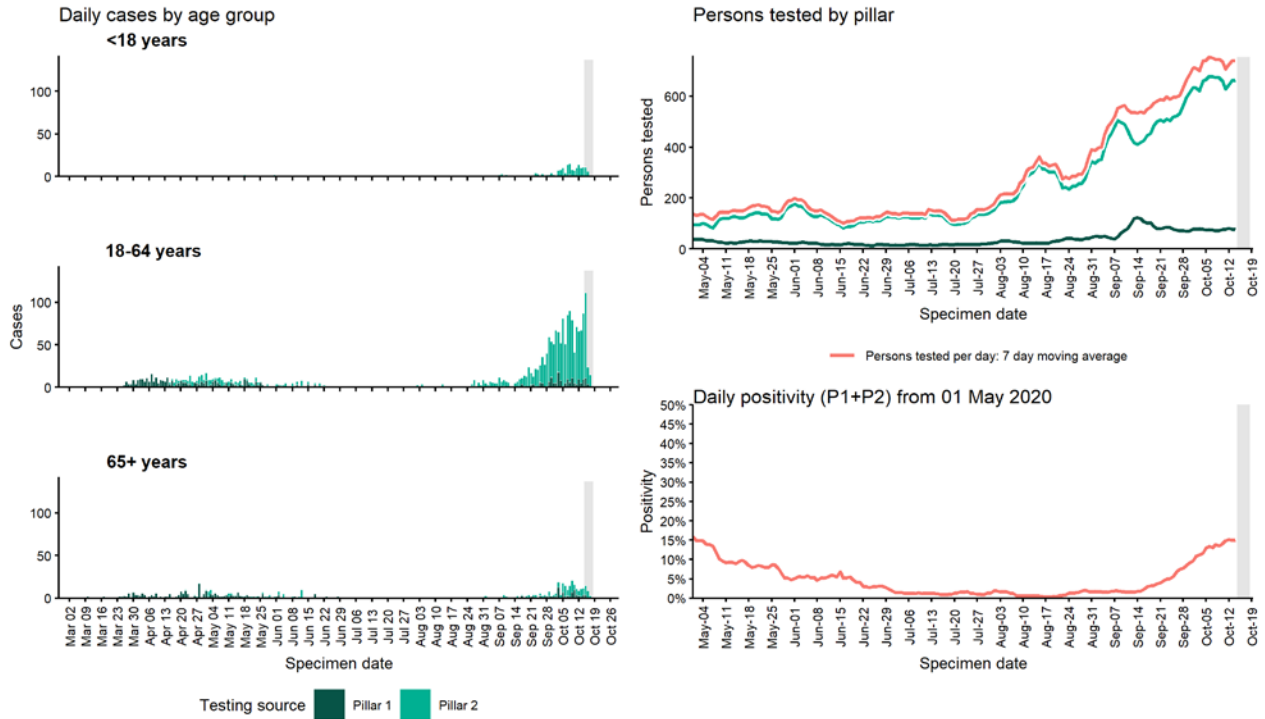 Daily cases by age group
<18 years
100
50
0
18-64 years
100
50
0
65+ years
100
50
0
Cases
Mar 02
Mar 09
Mar 16
Mar 23
Mar 30
Apr 06
Apr 13
Apr 20
Apr 27
May 04
May 11
May 18
May 25
Jun 01
Jun 08
Jun 15
Jun 22
Jun 29
Jul 06
Jul 13
Jul 20
Jul 27
Aug 03
Aug 10
Aug 17
Aug 24
Aug 31
Sep 07
Sep 14
Sep 21
Sep 28
Oct 05
Oct 12
Oct 19
Oct 26
Specimen date
Testing source
Pillar 1
Pillar 2
Persons tested by pillar
Persons tested
600
400
200
0
May-04
May-11
May-18
May-25
Jun-01
Jun-08
Jun-15
Jun-22
Jun-29
Jul-06
Jul-13
Jul-20
Jul-27
Aug-03
Aug-10
Aug-17
Aug-24
Aug-31
Sep-07
Sep-14
Sep-21
Sep-28
Oct-05
Oct-12
Oct-19
Specimen date
Persons tested per day: 7 day moving average
Daily positivity (P1+P2) from 01 May 2020
Positivity
50%
45%
40%
35%
30%
25%
20%
15%
10%
5%
0%
May-04
May-11
May-18
May-25
Jun-01
Jun-08
Jun-15
Jun-22
Jun-29
Jul-06
Jul-13
Jul-20
Jul-27
Aug-03
Aug-10
Aug-17
Aug-24
Aug-31
Sep-07
Sep-14
Sep-21
Sep-28
Oct-05
Oct-12
Oct-19
Specimen date